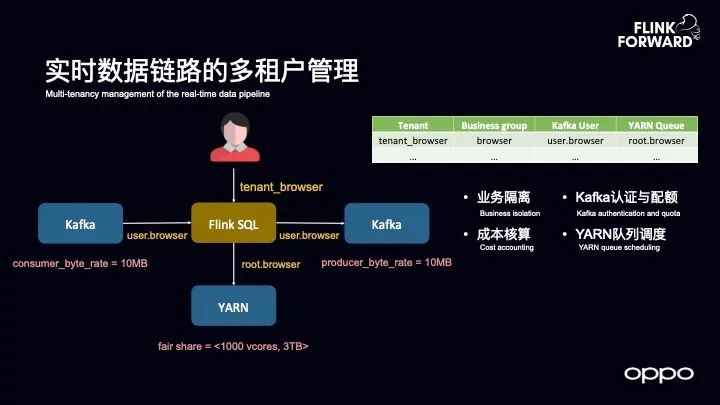 FLINK
FORWARD
实时数据链路的多租户管理
Multi-tenancy management of the real-time data pipeline
Tenant Business group Kafka User YARN Queue
tenant_browser browser user.browser root.browser
... ... ... ...
tenant_browser
Kafka
Flink SQL
Kafka
user.browser
user.browser
consumer_byte_rate = 10MB
producer_byte_rate = 10MB
root.browser
YARN
fair share = <1000 vcores, 3TB>
• 业务隔离
Business isolation
• 成本核算
Cost accounting
• Kafka认证与配额
Kafka authentication and quota
• YARN队列调度
YARN queue scheduling
oppo